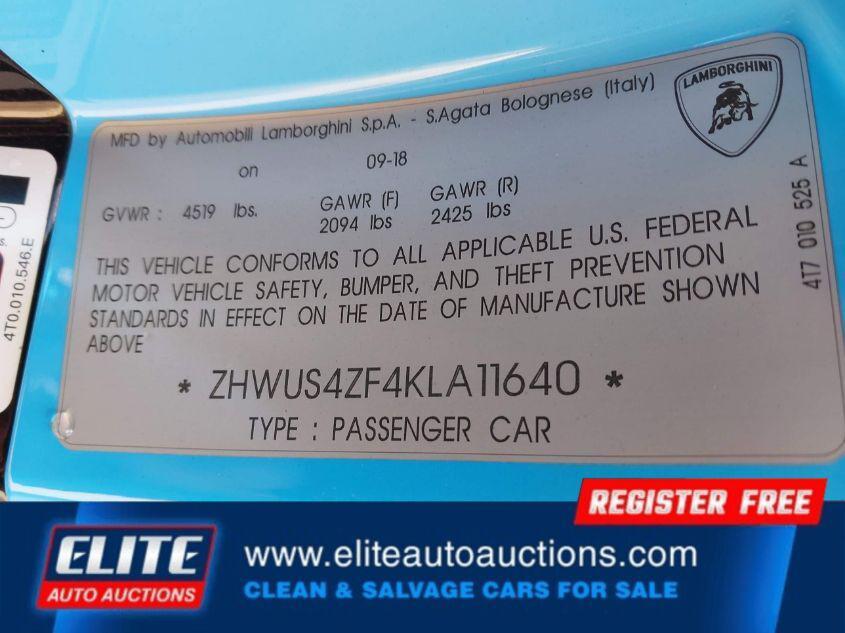 MFD by Automobili Lamborghini S.p.A. - S.Agata Bolognese (Italy)
LAMBORGHINI
on 09-18
GVWR : 4519 lbs. GAWR (F) GAWR (R)
2094 lbs 2425 lbs
THIS VEHICLE CONFORMS TO ALL APPLICABLE U.S. FEDERAL
MOTOR VEHICLE SAFETY, BUMPER, AND THEFT PREVENTION
STANDARDS IN EFFECT ON THE DATE OF MANUFACTURE SHOWN
ABOVE
* ZHWUS4ZF4KLA11640 *
TYPE : PASSENGER CAR
4T7 010 525 A
4T0.010.546.E
REGISTER FREE
ELITE
AUTO AUCTIONS
www.eliteautoauctions.com
CLEAN & SALVAGE CARS FOR SALE